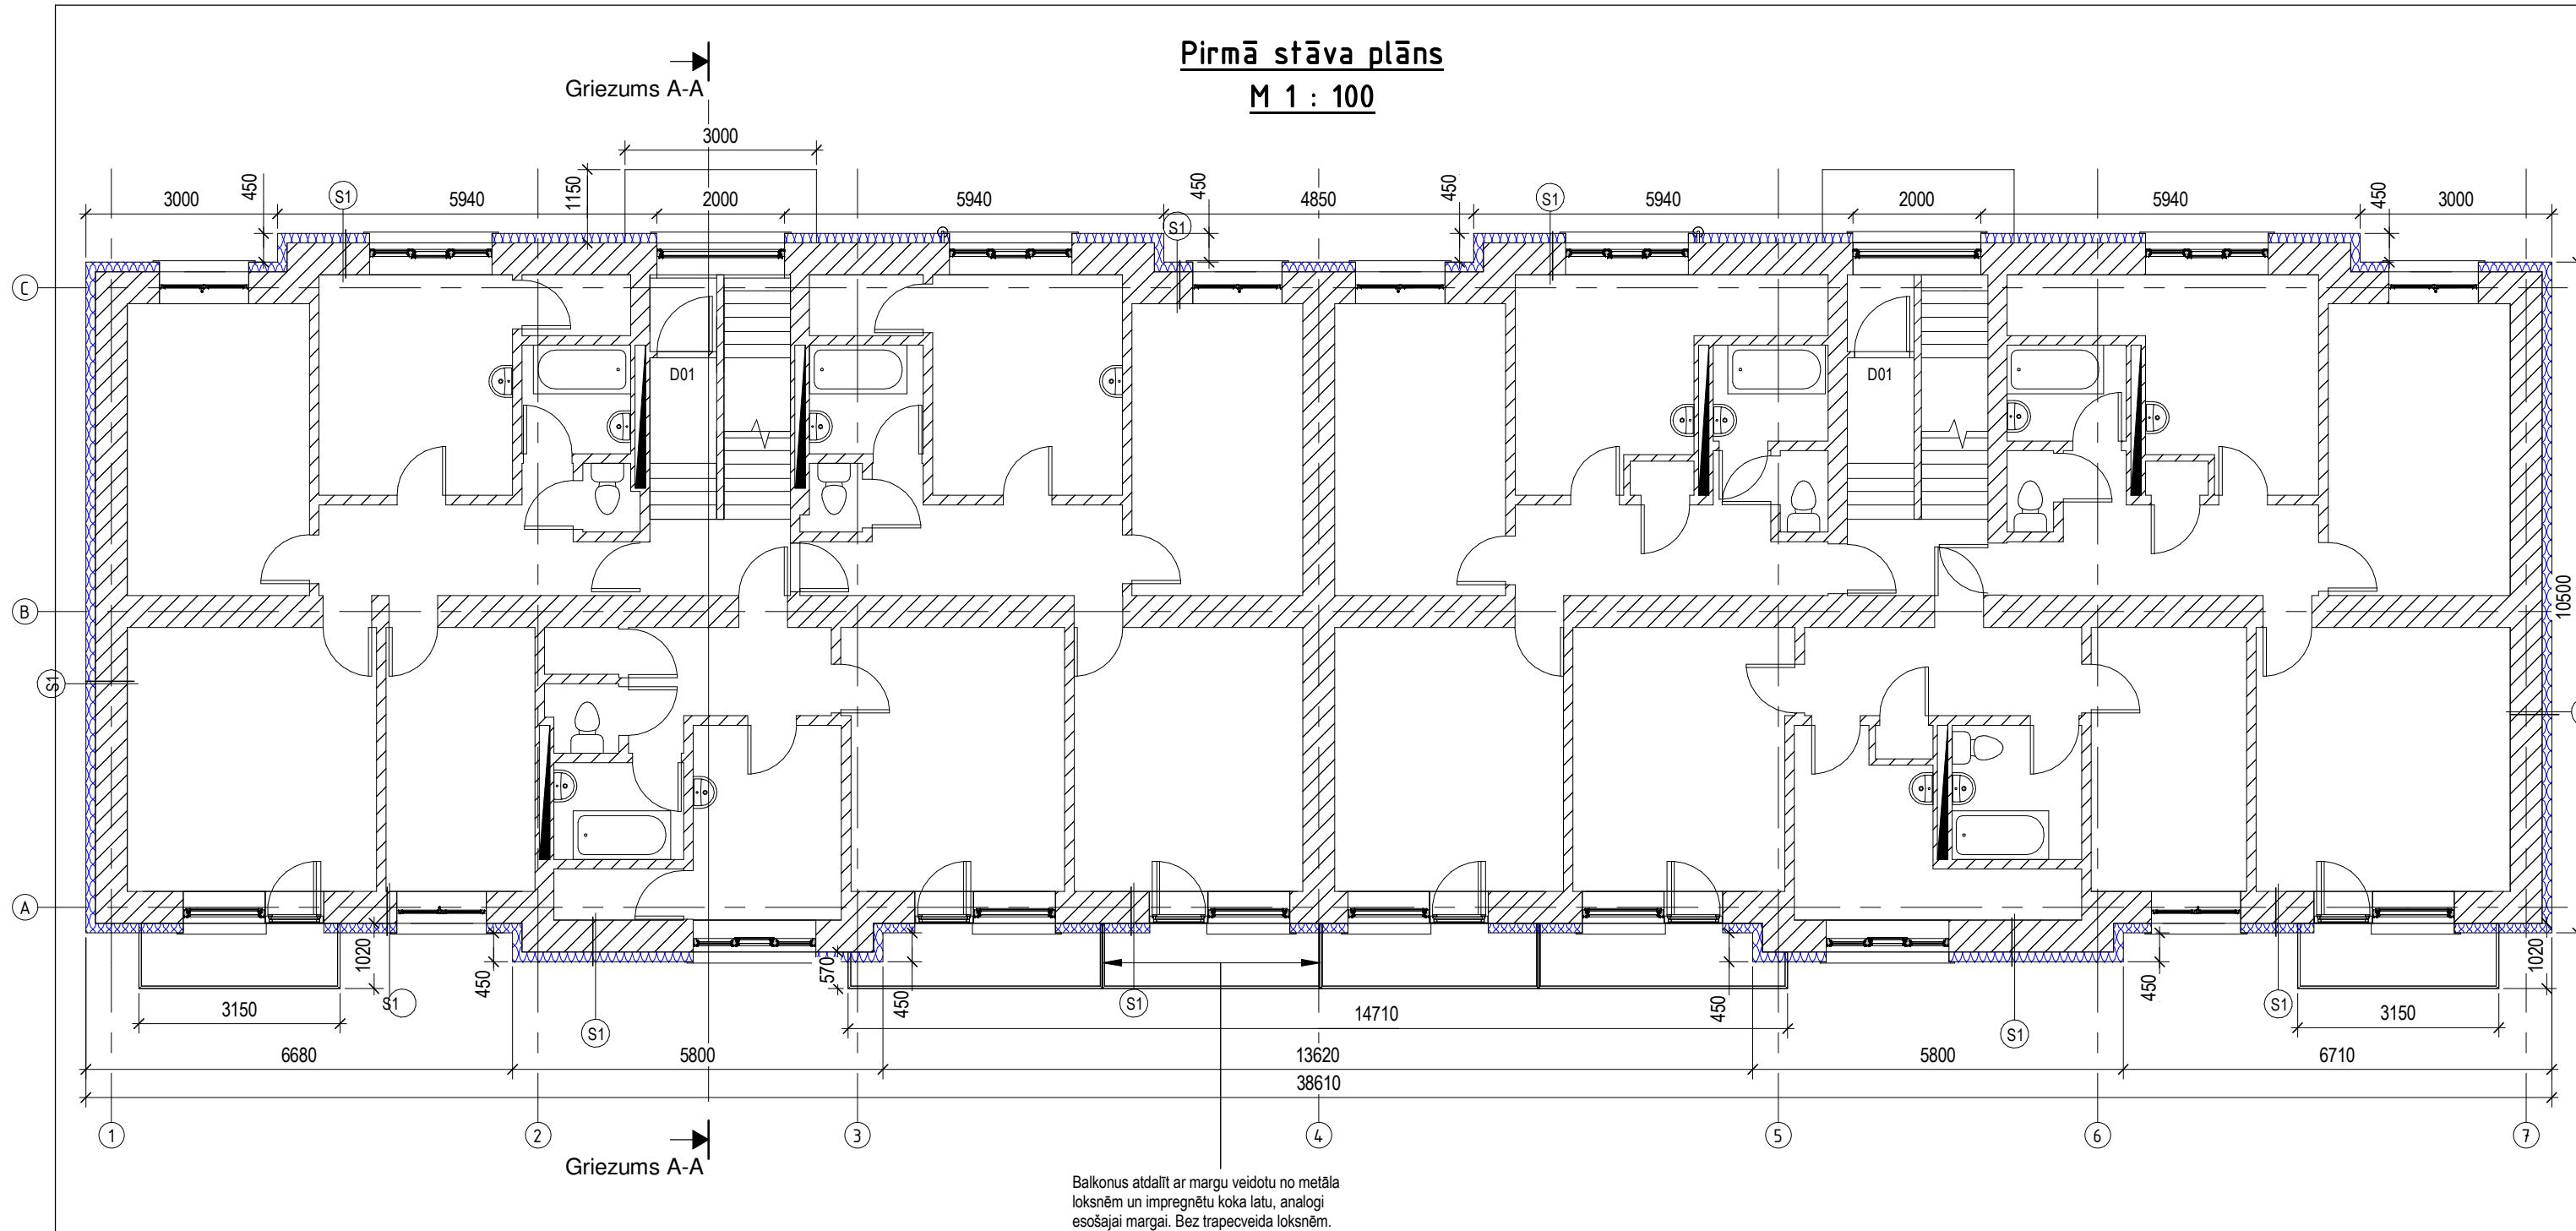 Pirmā stāva plāns
M 1 : 100
Griezums A-A
3000
450
3000
5940
1150
2000
5940
450
4850
450
5940
2000
5940
450
3000
S1
S1
S1
C
D01
D01
B
10500
S1
A
1020
450
570
450
450
450
1020
3150
S1
S1
S1
14710
S1
S1
3150
6680
5800
13620
5800
6710
38610
1
2
3
4
5
6
7
Griezums A-A
Balkonus atdalīt ar margu veidotu no metāla
loksnēm un impregnētu koka latu, analogi
esošajai margai. Bez trapecveida loksnēm.